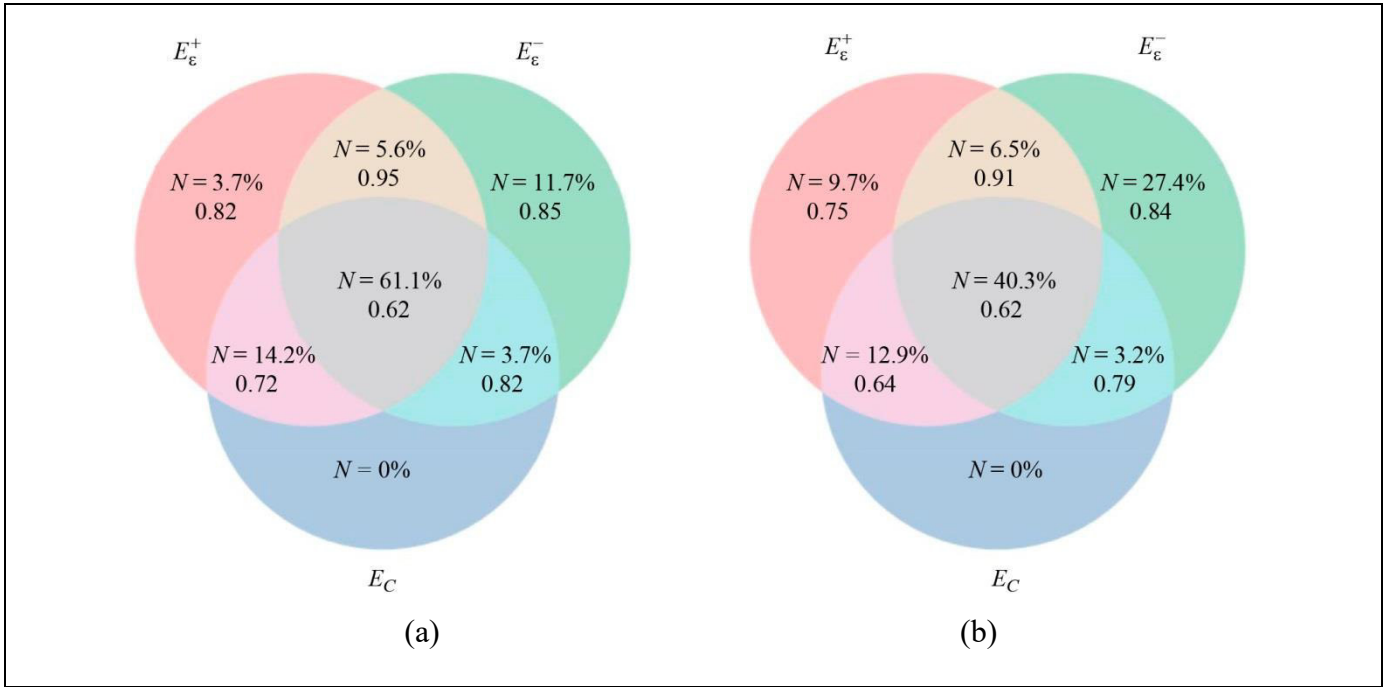 E_ε^+ E_ε^-
N = 5.6%
0.95
N = 3.7%
0.82
N = 11.7%
0.85
N = 61.1%
0.62
N = 14.2%
0.72
N = 3.7%
0.82
N = 0%
E_C
(a)
E_ε^+ E_ε^-
N = 6.5%
0.91
N = 9.7%
0.75
N = 27.4%
0.84
N = 40.3%
0.62
N = 12.9%
0.64
N = 3.2%
0.79
N = 0%
E_C
(b)